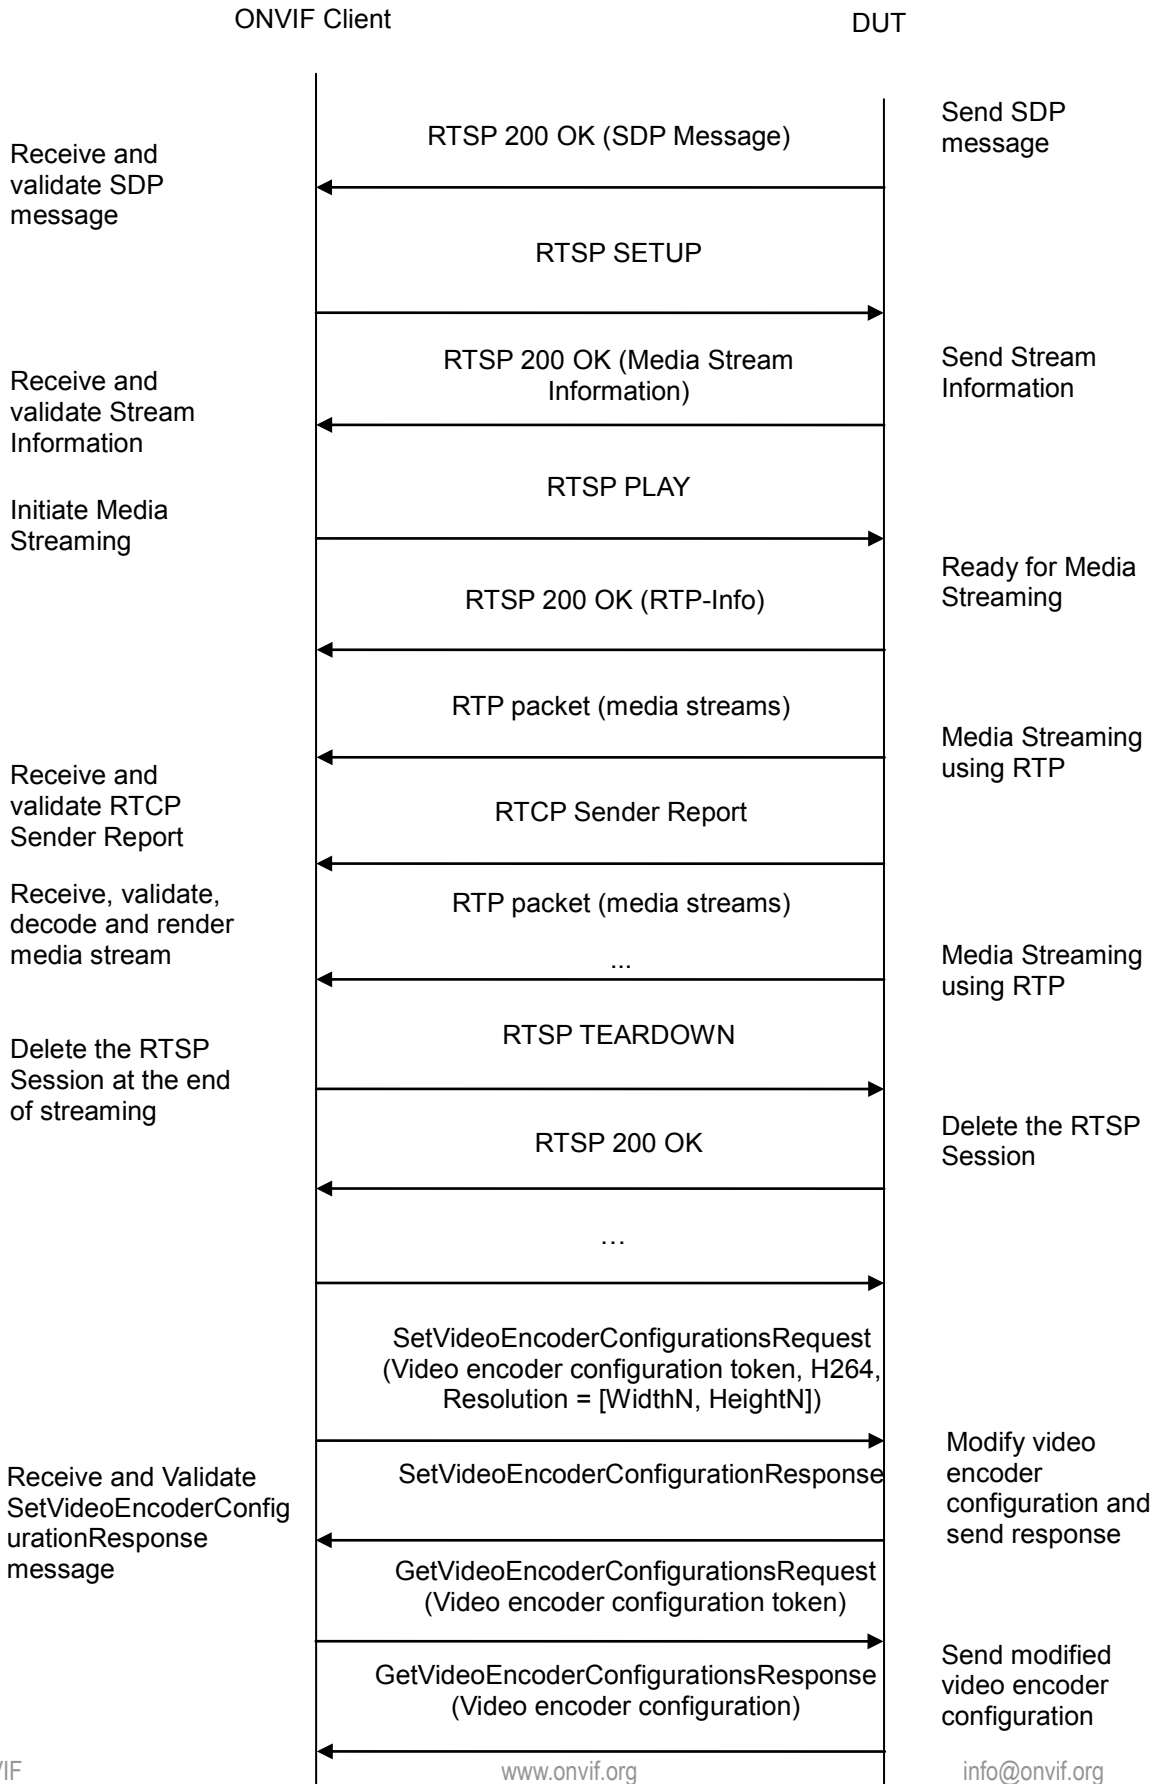 ONVIF Client
DUT
Send SDP
message
RTSP 200 OK (SDP Message)
Receive and
validate SDP
message
RTSP SETUP
RTSP 200 OK (Media Stream
Information)
Send Stream
Information
Receive and
validate Stream
Information
RTSP PLAY
Initiate Media
Streaming
Ready for Media
Streaming
RTSP 200 OK (RTP-Info)
RTP packet (media streams)
Media Streaming
using RTP
Receive and
validate RTCP
Sender Report
RTCP Sender Report
Receive, validate,
decode and render
media stream
RTP packet (media streams)
...
Media Streaming
using RTP
RTSP TEARDOWN
Delete the RTSP
Session at the end
of streaming
Delete the RTSP
Session
RTSP 200 OK
…
SetVideoEncoderConfigurationsRequest
(Video encoder configuration token, H264,
Resolution = [WidthN, HeightN])
Modify video
encoder
configuration and
send response
SetVideoEncoderConfigurationResponse
Receive and Validate
SetVideoEncoderConfig
urationResponse
message
GetVideoEncoderConfigurationsRequest
(Video encoder configuration token)
Send modified
video encoder
configuration
GetVideoEncoderConfigurationsResponse
(Video encoder configuration)
www.onvif.org
info@onvif.org